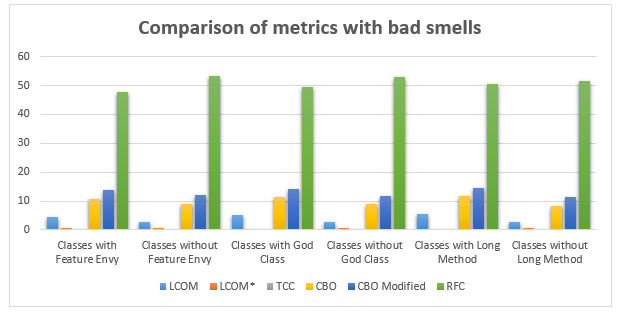 Comparison of metrics with bad smells
60
50
40
30
20
10
0
Classes with
Feature Envy
Classes without
Feature Envy
Classes with God
Class
Classes without
God Class
Classes with Long
Method
Classes without
Long Method
LCOM LCOM* TCC CBO CBO Modified RFC